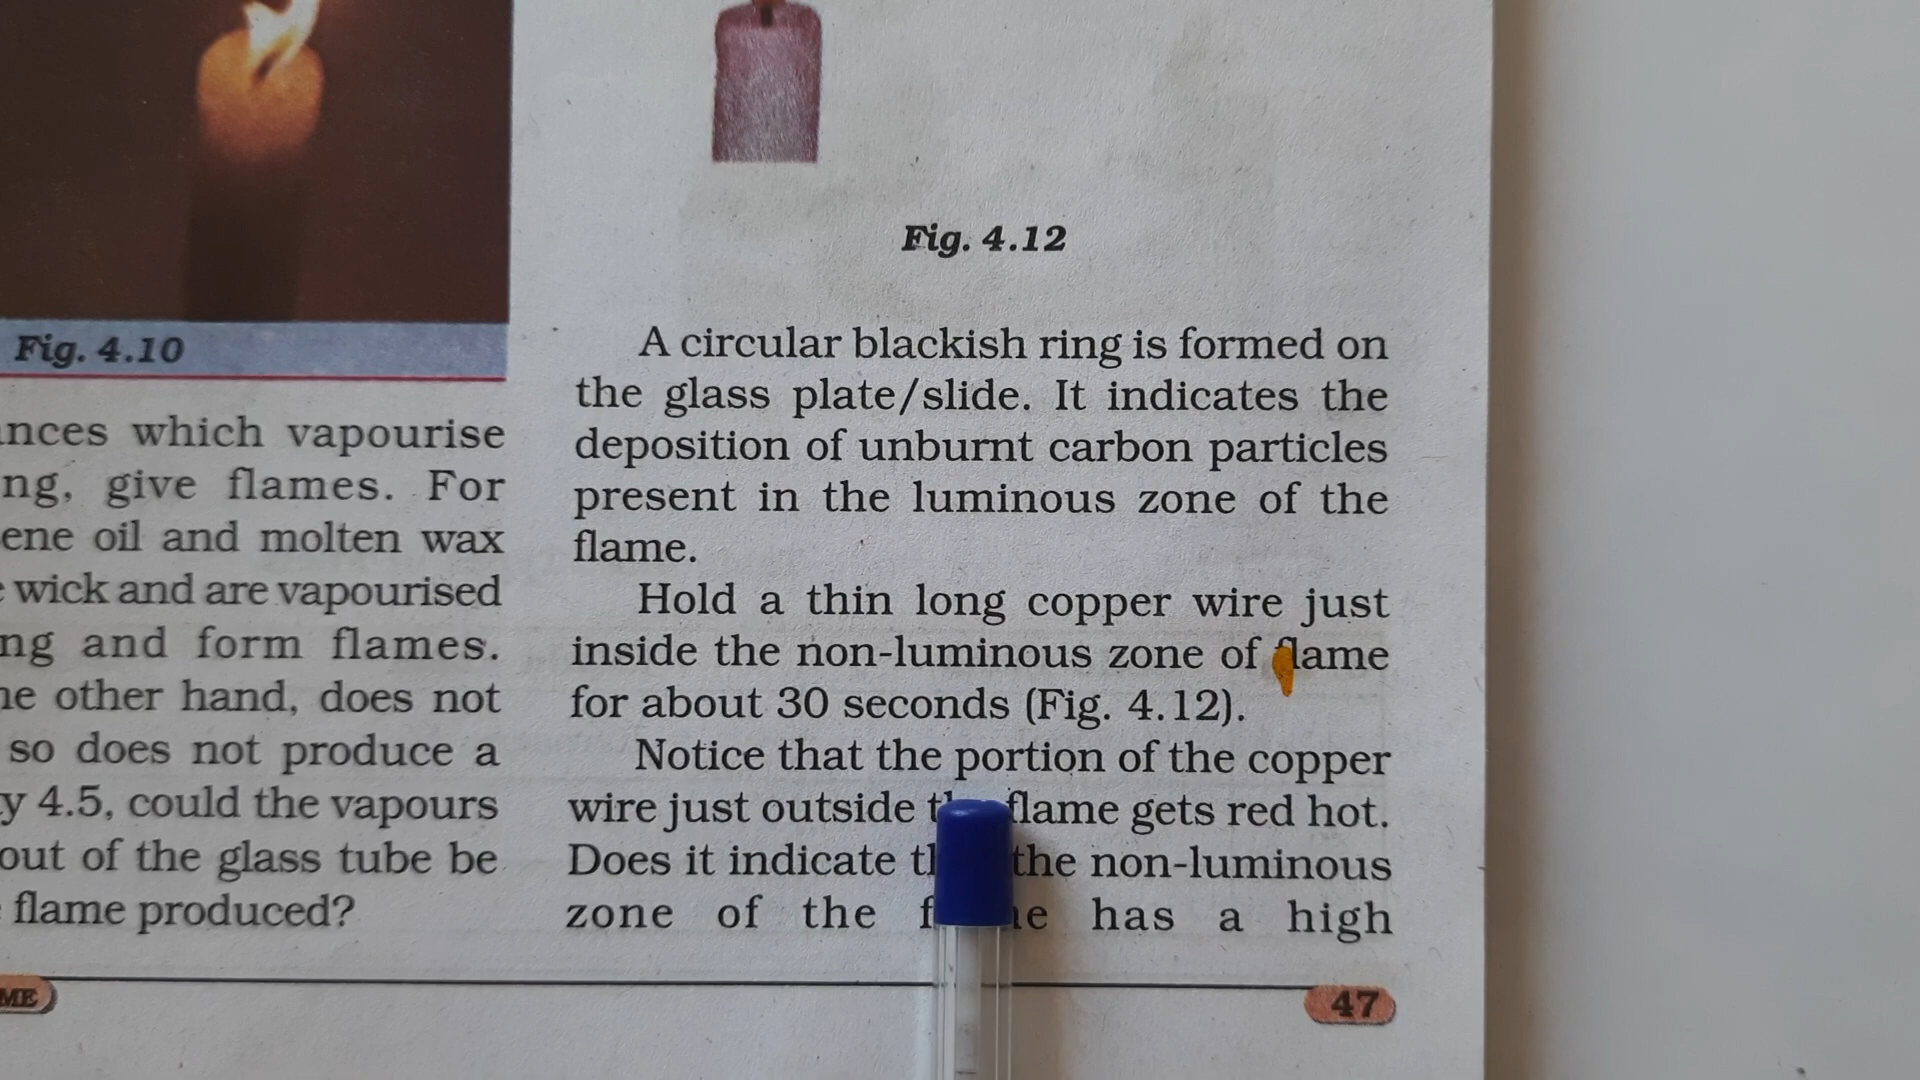 Fig. 4.10
nces which vapourise
ng, give flames. For
ene oil and molten wax
wick and are vapourised
ng and form flames.
other hand, does not
so does not produce a
y 4.5, could the vapours
out of the glass tube be
flame produced?
ME
Fig. 4.12
A circular blackish ring is formed on
the glass plate/slide. It indicates the
deposition of unburnt carbon particles
present in the luminous zone of the
flame.
Hold a thin long copper wire just
inside the non-luminous zone of flame
for about 30 seconds (Fig. 4.12).
Notice that the portion of the copper
wire just outside flame gets red hot.
Does it indicate the non-luminous
zone of the has a high
47